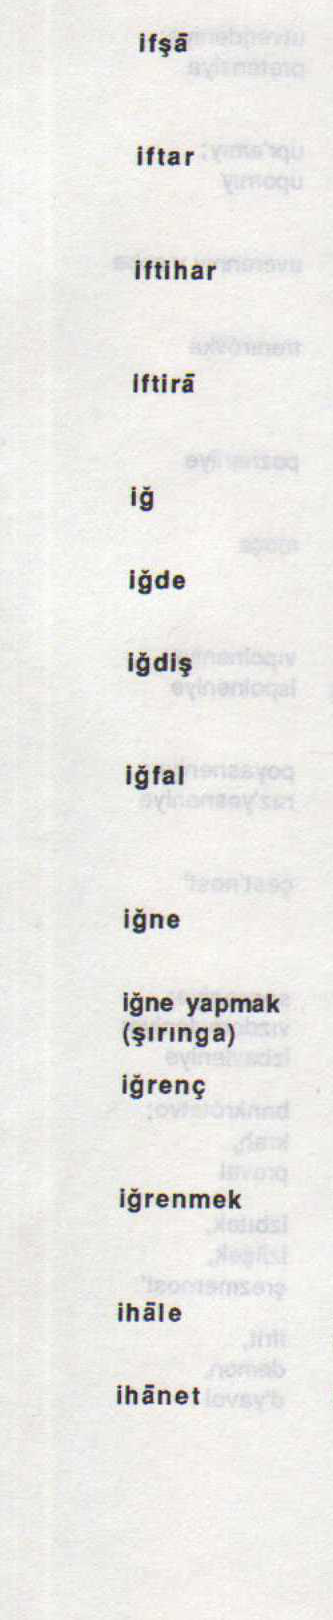 ifşā
iftar
iftihar
iftirā
iğ
iğde
iğdiş
iğfal
iğne
iğne yapmak
(şırınga)
iğrenç
iğrenmek
ihāle
ihānet